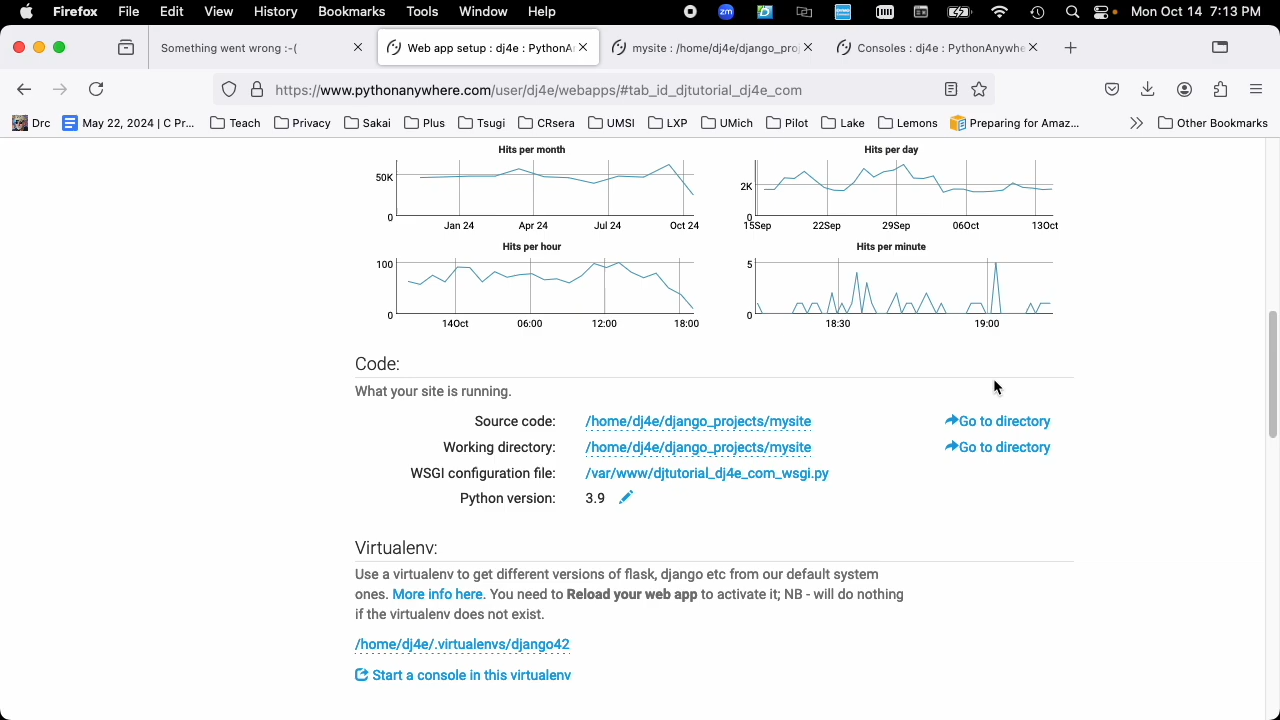 Firefox File Edit View History Bookmarks Tools Window Help zm Mon Oct 14 7:13 PM
Something went wrong :-(
Web app setup : dj4e : PythonA
mysite : /home/dj4e/django_pro
Consoles : dj4e : PythonAnywhe
https://www.pythonanywhere.com/user/dj4e/webapps/#tab_id_djtutorial_dj4e_com
Drc May 22, 2024 | C Pr... Teach Privacy Sakai Plus Tsugi CRsera UMSI LXP UMich Pilot Lake Lemons Preparing for Amaz... Other Bookmarks
Hits per month
50K
0
Jan 24 Apr 24 Jul 24 Oct 24
Hits per day
2K
0
15Sep 22Sep 29Sep 06Oct 13Oct
Hits per hour
100
0
14Oct 06:00 12:00 18:00
Hits per minute
5
0
18:30 19:00
Code:
What your site is running.
Source code: /home/dj4e/django_projects/mysite Go to directory
Working directory: /home/dj4e/django_projects/mysite Go to directory
WSGI configuration file: /var/www/djtutorial_dj4e_com_wsgi.py
Python version: 3.9
Virtualenv:
Use a virtualenv to get different versions of flask, django etc from our default system
ones. More info here. You need to Reload your web app to activate it; NB - will do nothing
if the virtualenv does not exist.
/home/dj4e/.virtualenvs/django42
Start a console in this virtualenv